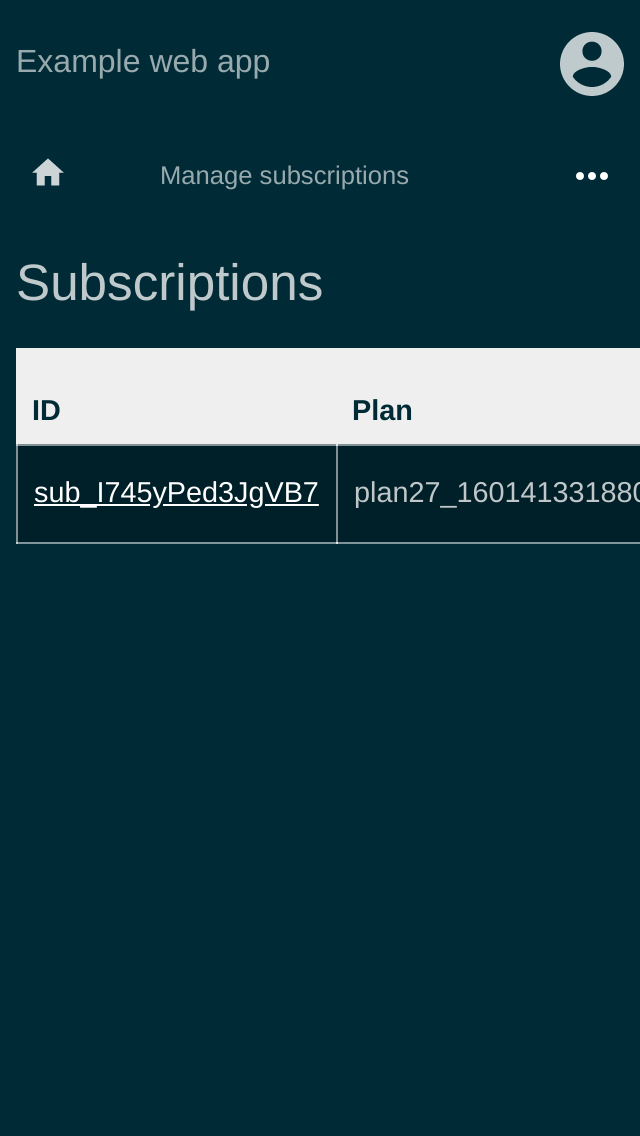 Example web app
Manage subscriptions
Subscriptions
ID Plan
sub_I745yPed3JgVB7 plan27_160141331880